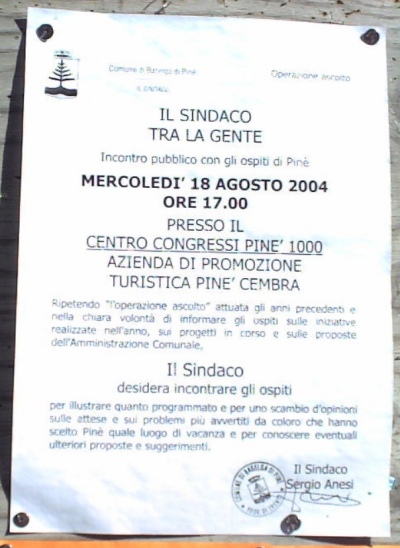 Comune di Baselga di Pinè
Operazione ascolto
IL SINDACO
IL SINDACO
TRA LA GENTE
Incontro pubblico con gli ospiti di Pinè
MERCOLEDI' 18 AGOSTO 2004
ORE 17.00
PRESSO IL
CENTRO CONGRESSI PINE' 1000
AZIENDA DI PROMOZIONE
TURISTICA PINE' CEMBRA
Ripetendo "l'operazione ascolto" attuata gli anni precedenti e
nella chiara volontà di informare gli ospiti sulle iniziative
realizzate nell'anno, sui progetti in corso e sulle proposte
dell'Amministrazione Comunale,
Il Sindaco
desidera incontrare gli ospiti
per illustrare quanto programmato e per uno scambio d'opinioni
sulle attese e sui problemi più avvertiti da coloro che hanno
scelto Pinè quale luogo di vacanza e per conoscere eventuali
ulteriori proposte e suggerimenti.
Il Sindaco
Sergio Anesi
COMUNE DI BASELGA DI PINÈ